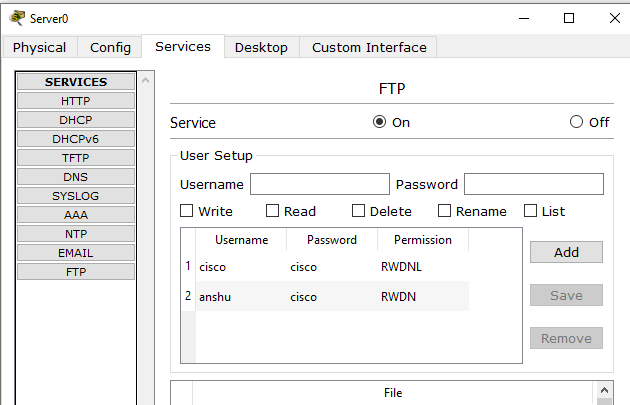 Server0
Physical Config Services Desktop Custom Interface
SERVICES
HTTP
DHCP
DHCPv6
TFTP
DNS
SYSLOG
AAA
NTP
EMAIL
FTP
FTP
Service On Off
User Setup
Username Password
Write Read Delete Rename List
Username Password Permission
1 cisco cisco RWDNL
2 anshu cisco RWDN
Add
Save
Remove
File